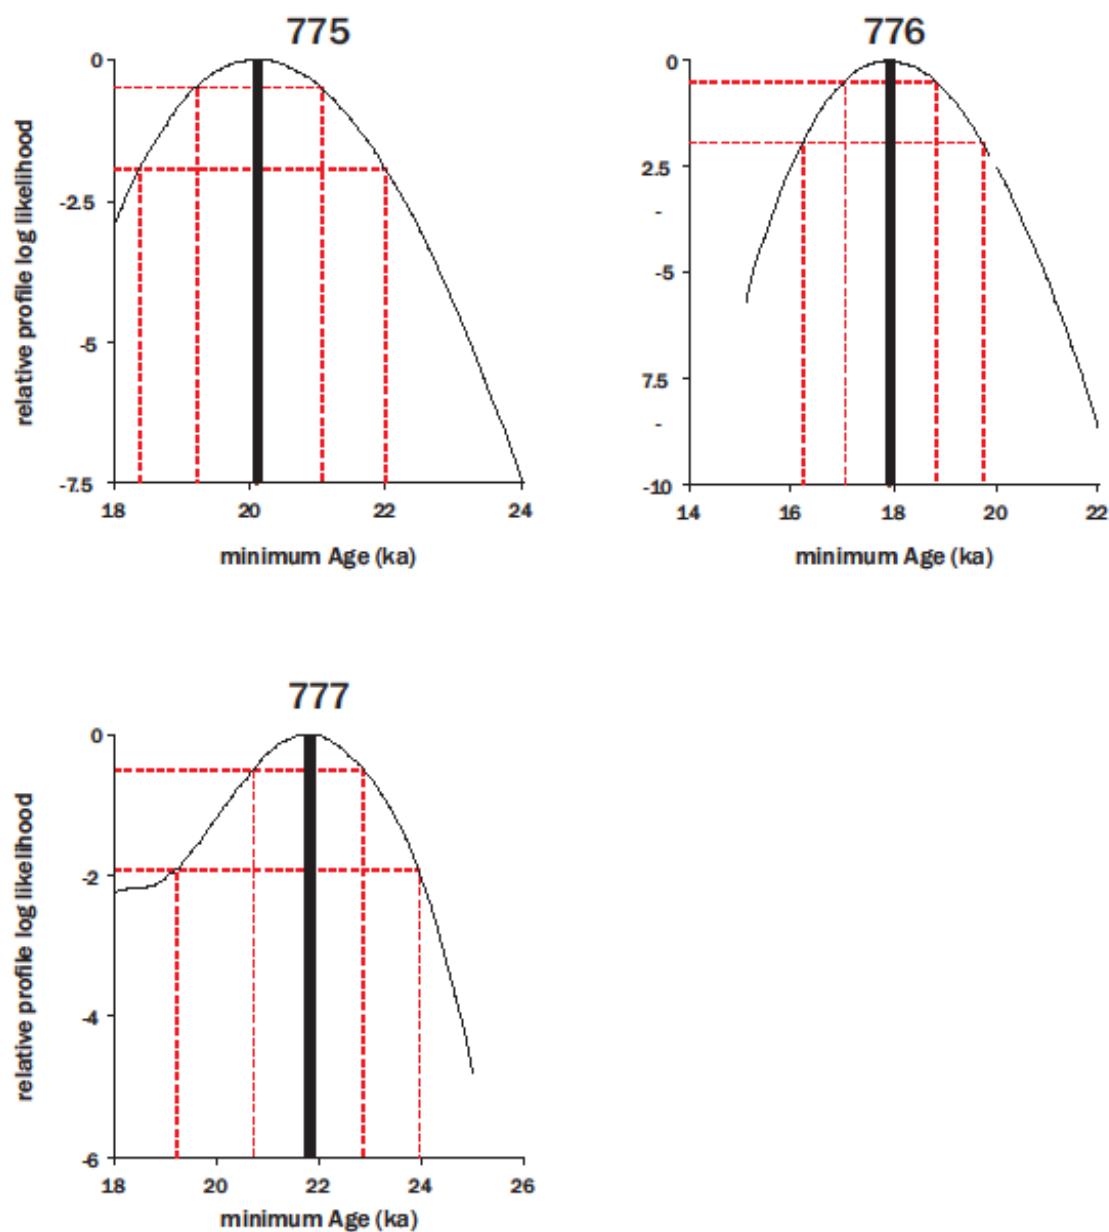 775
0
-2.5
-5
-7.5
18 20 22 24
relative profile log likelihood
minimum Age (ka)
776
0
2.5
-
-5
7.5
-
-10
14 16 18 20 22
minimum Age (ka)
777
0
-2
-4
-6
18 20 22 24 26
relative profile log likelihood
minimum Age (ka)